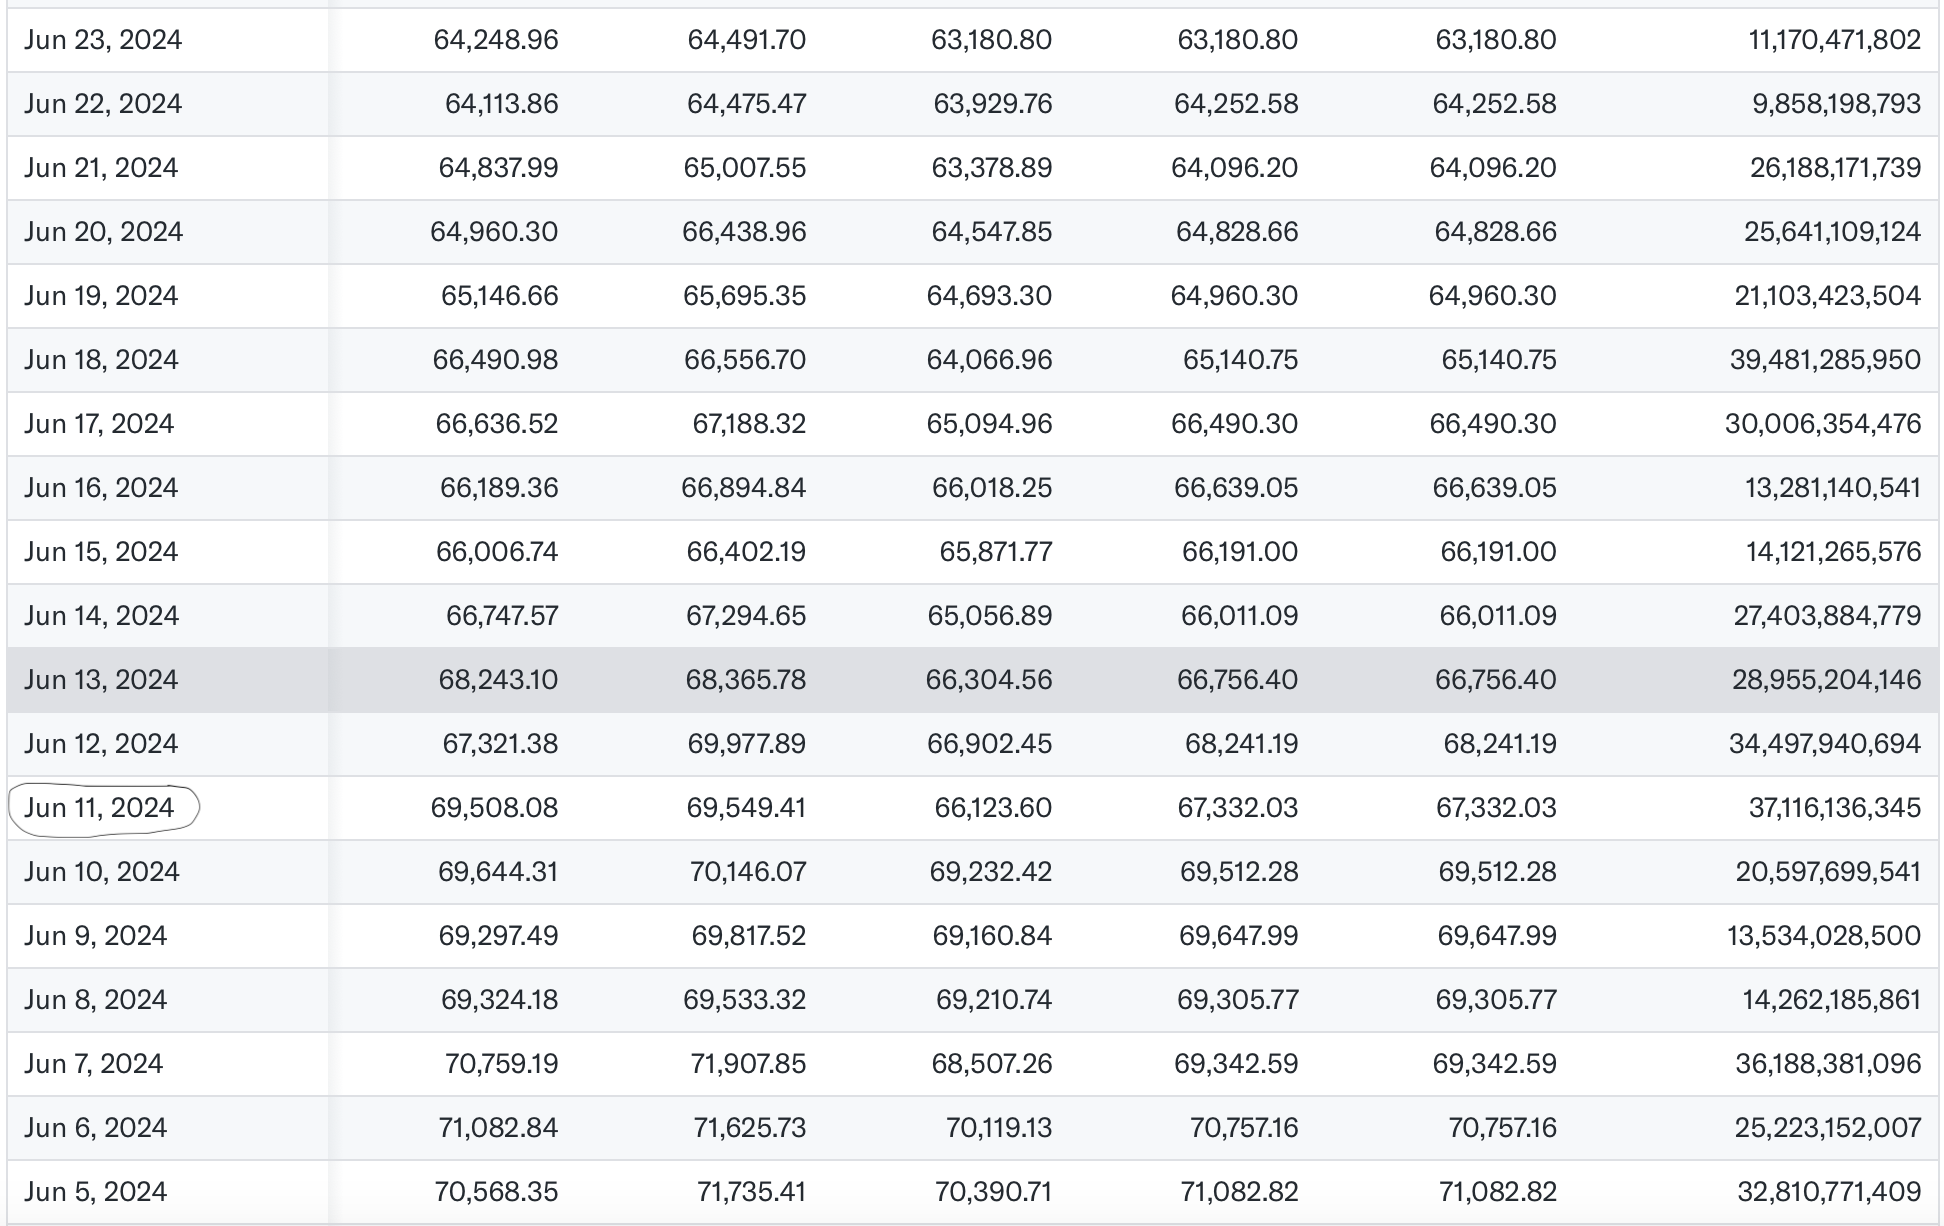 Jun 23, 2024 64,248.96 64,491.70 63,180.80 63,180.80 63,180.80 11,170,471,802
Jun 22, 2024 64,113.86 64,475.47 63,929.76 64,252.58 64,252.58 9,858,198,793
Jun 21, 2024 64,837.99 65,007.55 63,378.89 64,096.20 64,096.20 26,188,171,739
Jun 20, 2024 64,960.30 66,438.96 64,547.85 64,828.66 64,828.66 25,641,109,124
Jun 19, 2024 65,146.66 65,695.35 64,693.30 64,960.30 64,960.30 21,103,423,504
Jun 18, 2024 66,490.98 66,556.70 64,066.96 65,140.75 65,140.75 39,481,285,950
Jun 17, 2024 66,636.52 67,188.32 65,094.96 66,490.30 66,490.30 30,006,354,476
Jun 16, 2024 66,189.36 66,894.84 66,018.25 66,639.05 66,639.05 13,281,140,541
Jun 15, 2024 66,006.74 66,402.19 65,871.77 66,191.00 66,191.00 14,121,265,576
Jun 14, 2024 66,747.57 67,294.65 65,056.89 66,011.09 66,011.09 27,403,884,779
Jun 13, 2024 68,243.10 68,365.78 66,304.56 66,756.40 66,756.40 28,955,204,146
Jun 12, 2024 67,321.38 69,977.89 66,902.45 68,241.19 68,241.19 34,497,940,694
Jun 11, 2024 69,508.08 69,549.41 66,123.60 67,332.03 67,332.03 37,116,136,345
Jun 10, 2024 69,644.31 70,146.07 69,232.42 69,512.28 69,512.28 20,597,699,541
Jun 9, 2024 69,297.49 69,817.52 69,160.84 69,647.99 69,647.99 13,534,028,500
Jun 8, 2024 69,324.18 69,533.32 69,210.74 69,305.77 69,305.77 14,262,185,861
Jun 7, 2024 70,759.19 71,907.85 68,507.26 69,342.59 69,342.59 36,188,381,096
Jun 6, 2024 71,082.84 71,625.73 70,119.13 70,757.16 70,757.16 25,223,152,007
Jun 5, 2024 70,568.35 71,735.41 70,390.71 71,082.82 71,082.82 32,810,771,409